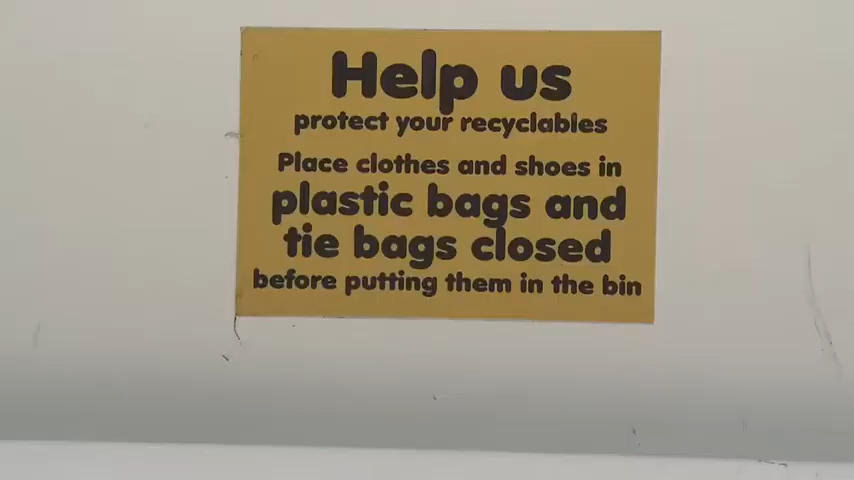 Help us
protect your recyclables
Place clothes and shoes in
plastic bags and
tie bags closed
before putting them in the bin